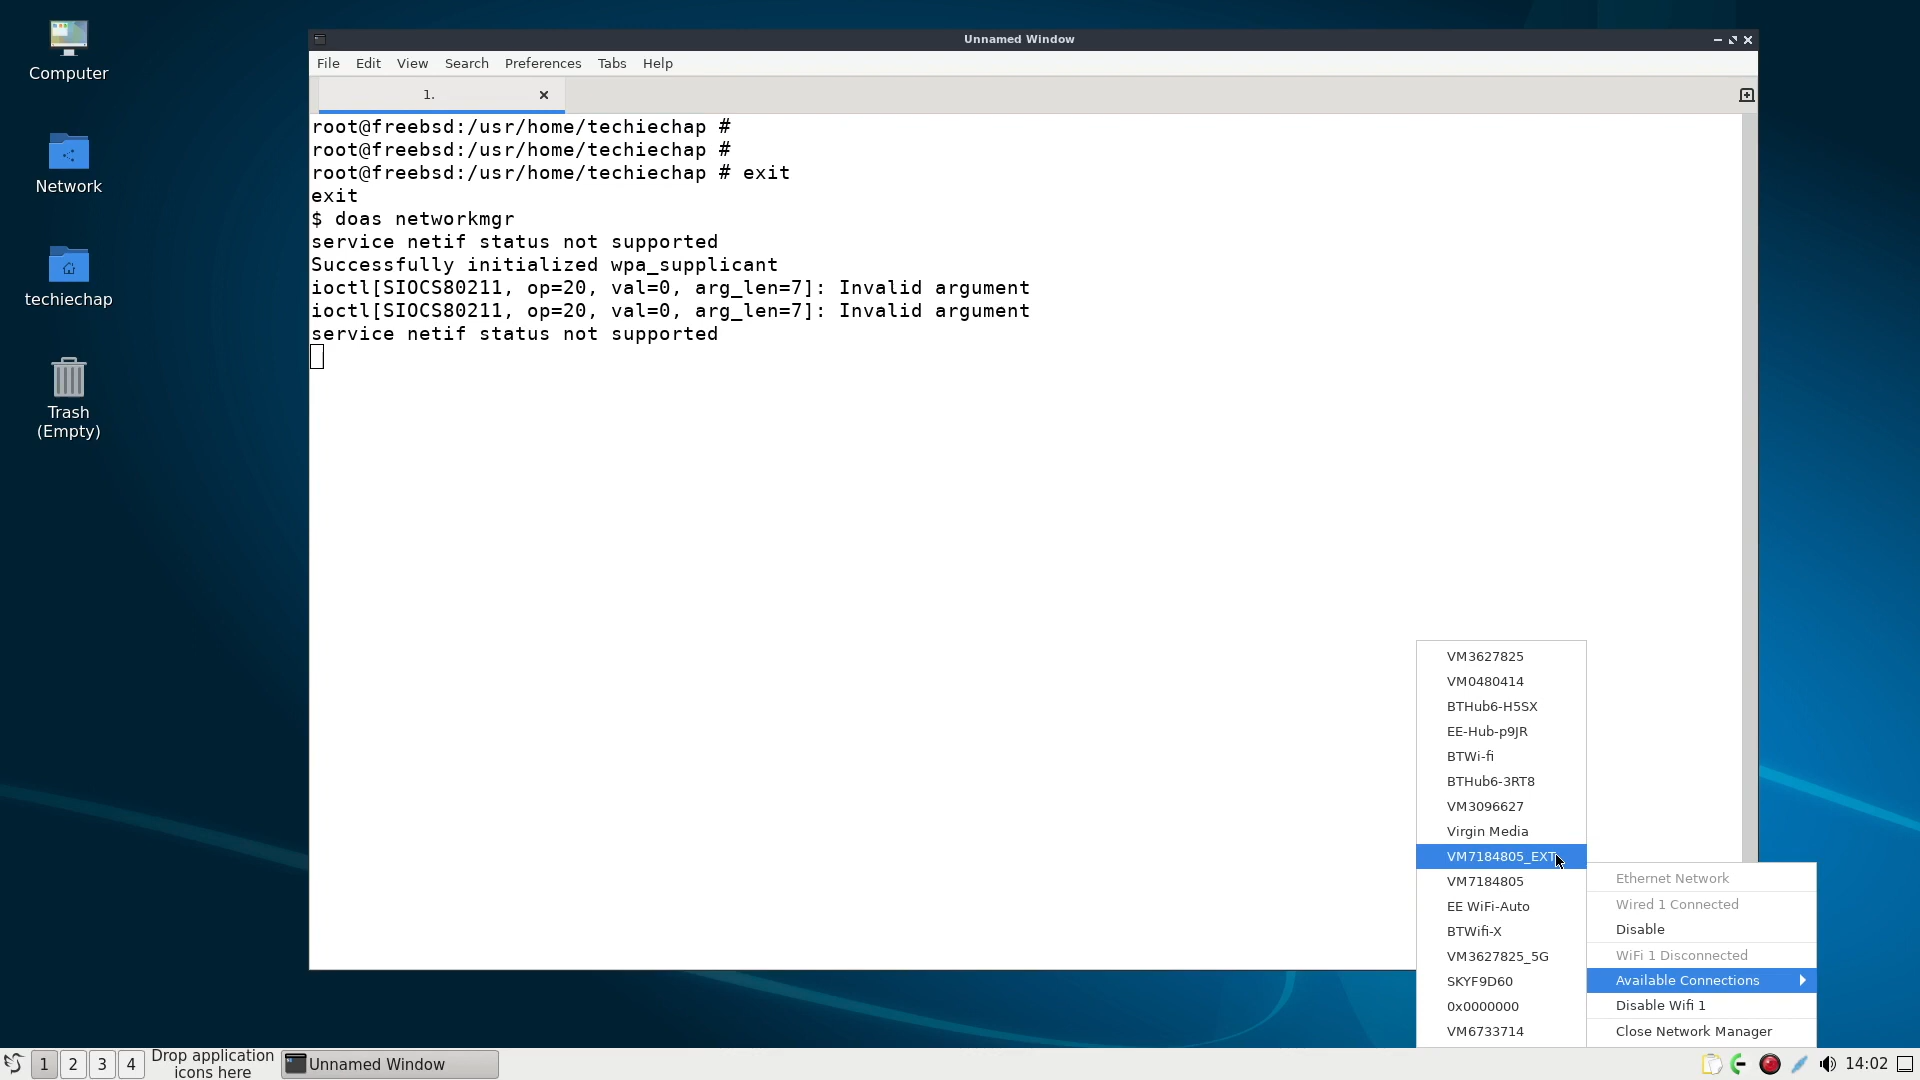 Computer
Network
techiechap
Trash
(Empty)
Unnamed Window
File Edit View Search Preferences Tabs Help
1.
root@freebsd:/usr/home/techiechap #
root@freebsd:/usr/home/techiechap #
root@freebsd:/usr/home/techiechap # exit
exit
$ doas networkmgr
service netif status not supported
Successfully initialized wpa_supplicant
ioctl[SIOCS80211, op=20, val=0, arg_len=7]: Invalid argument
ioctl[SIOCS80211, op=20, val=0, arg_len=7]: Invalid argument
service netif status not supported
VM3627825
VM0480414
BTHub6-H5SX
EE-Hub-p9JR
BTWi-fi
BTHub6-3RT8
VM3096627
Virgin Media
VM7184805_EXT
VM7184805
EE WiFi-Auto
BTWifi-X
VM3627825_5G
SKYF9D60
0x0000000
VM6733714
Ethernet Network
Wired 1 Connected
Disable
WiFi 1 Disconnected
Available Connections
Disable Wifi 1
Close Network Manager
1 2 3 4
Drop application
icons here
Unnamed Window
14:02